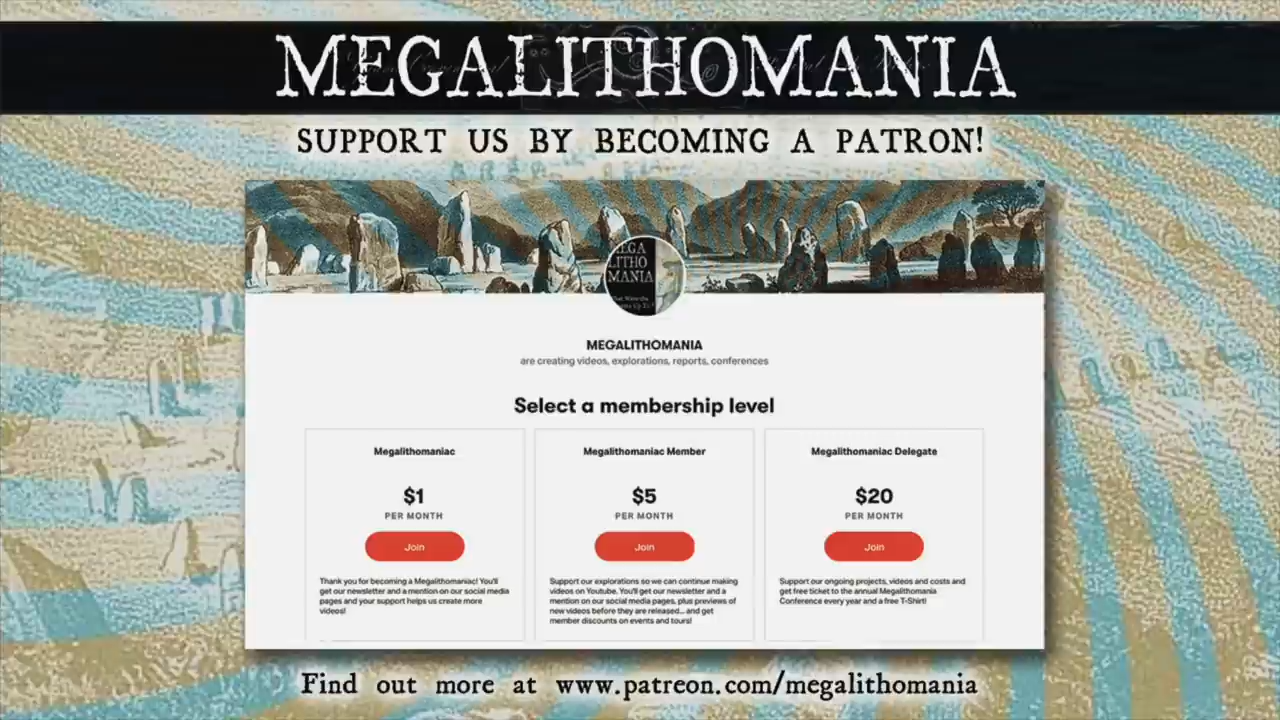 MEGALITHOMANIA
SUPPORT US BY BECOMING A PATRON!
MEGA
LITHO
MANIA
MEGALITHOMANIA
are creating videos, explorations, reports, conferences
Select a membership level
Megalithomaniac
$1
PER MONTH
Join
Thank you for becoming a Megalithomaniac! You'll
get our newsletter and a mention on our social media
pages and your support helps us create more
videos!
Megalithomaniac Member
$5
PER MONTH
Join
Support our explorations so we can continue making
videos on Youtube. You'll get our newsletter and a
mention on our social media pages, plus previews of
new videos before they are released... and get
member discounts on events and tours!
Megalithomaniac Delegate
$20
PER MONTH
Join
Support our ongoing projects, videos and costs and
get free ticket to the annual Megalithomania
Conference every year and a free T-Shirt!
Find out more at www.patreon.com/megalithomania